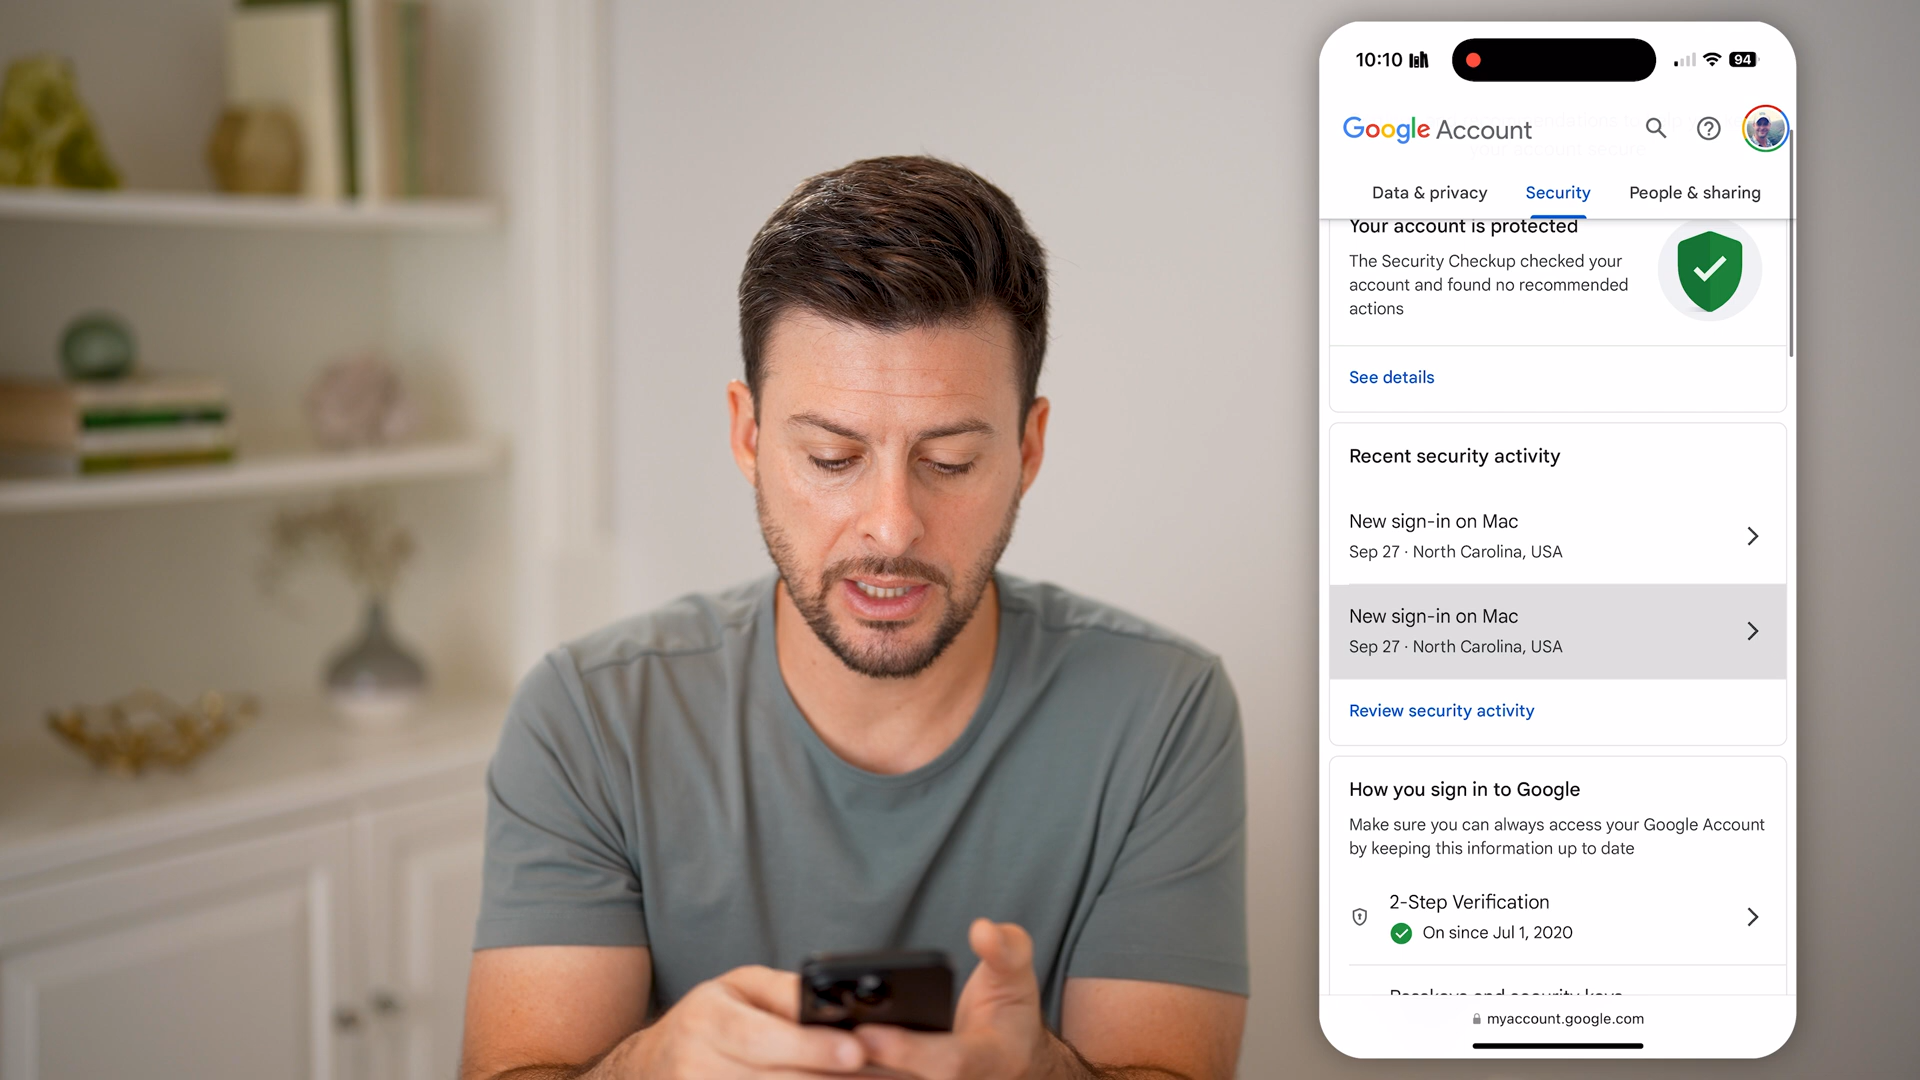 10:10
94
Google Account
Data & privacy Security People & sharing
Your account is protected
The Security Checkup checked your
account and found no recommended
actions
See details
Recent security activity
New sign-in on Mac
Sep 27 · North Carolina, USA
New sign-in on Mac
Sep 27 · North Carolina, USA
Review security activity
How you sign in to Google
Make sure you can always access your Google Account
by keeping this information up to date
2-Step Verification
On since Jul 1, 2020
Passkeys and security keys
myaccount.google.com